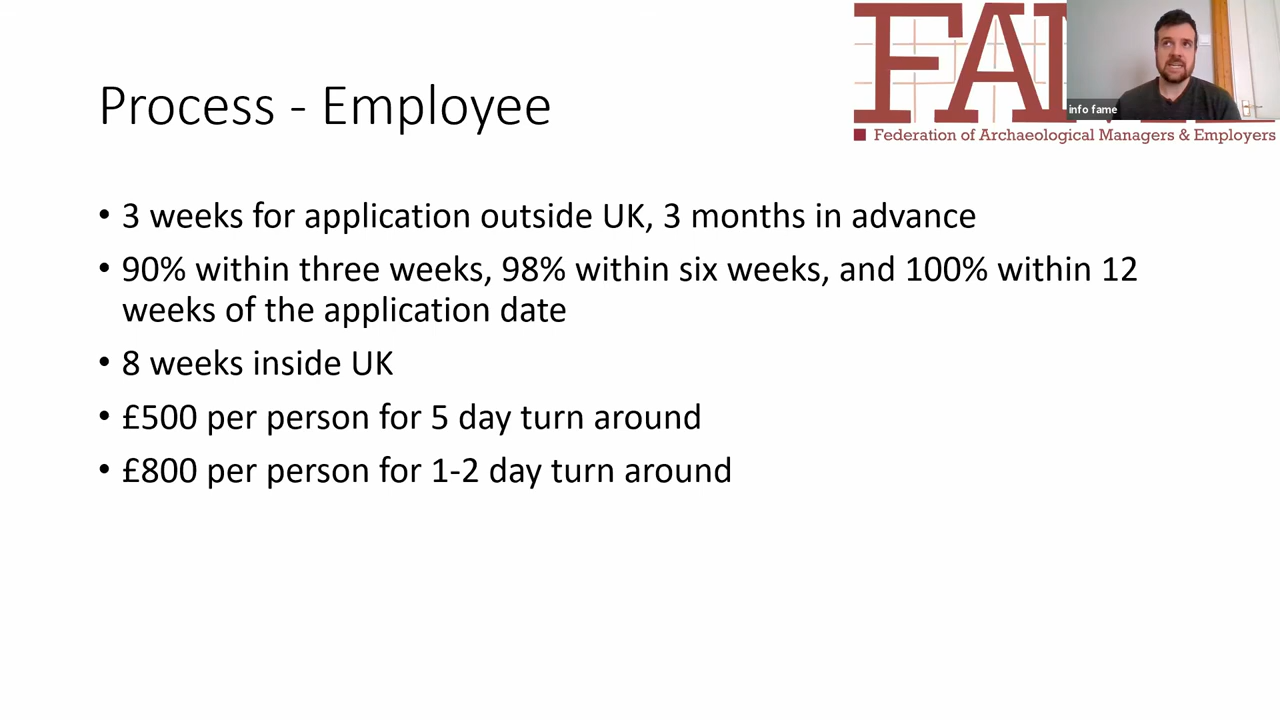 FA
info fame
Federation of Archaeological Managers & Employers
Process - Employee
• 3 weeks for application outside UK, 3 months in advance
• 90% within three weeks, 98% within six weeks, and 100% within 12
weeks of the application date
• 8 weeks inside UK
• £500 per person for 5 day turn around
• £800 per person for 1-2 day turn around